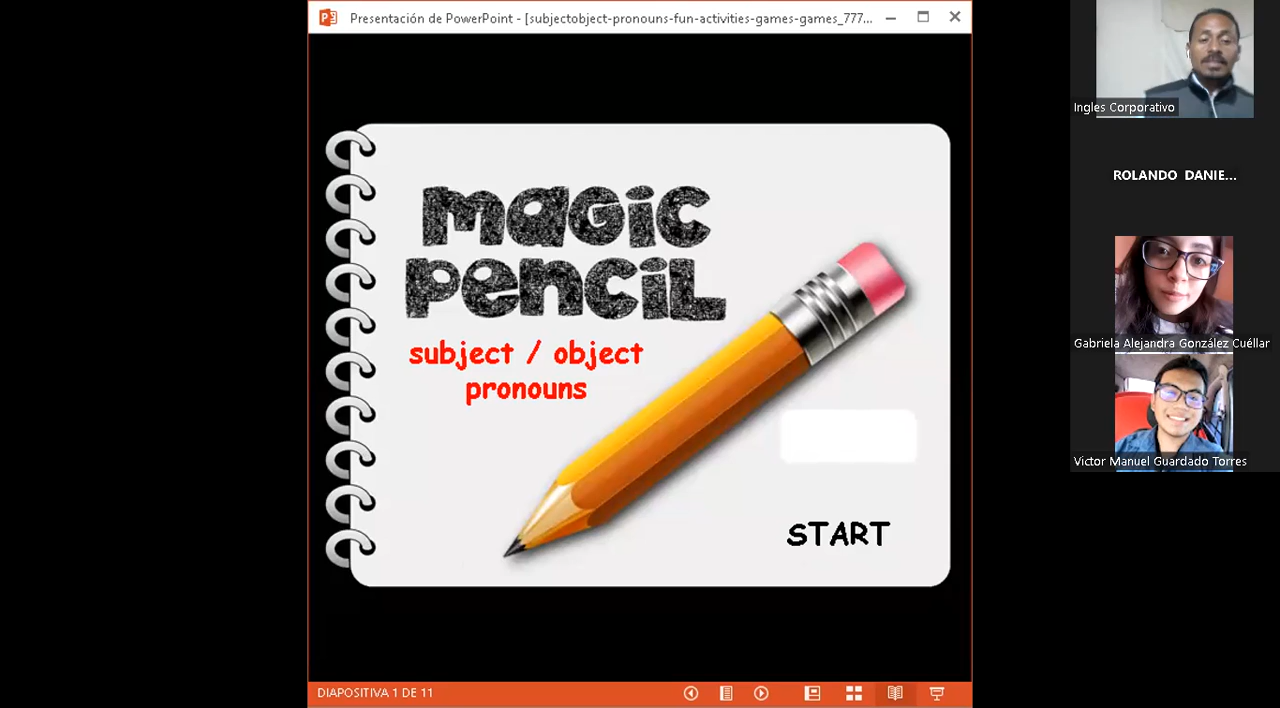 Presentación de PowerPoint - [subjectobject-pronouns-fun-activities-games-games_777...
magic
pencil
subject / object
pronouns
START
DIAPOSITIVA 1 DE 11
Ingles Corporativo
ROLANDO DANIE...
Gabriela Alejandra González Cuéllar
Victor Manuel Guardado Torres